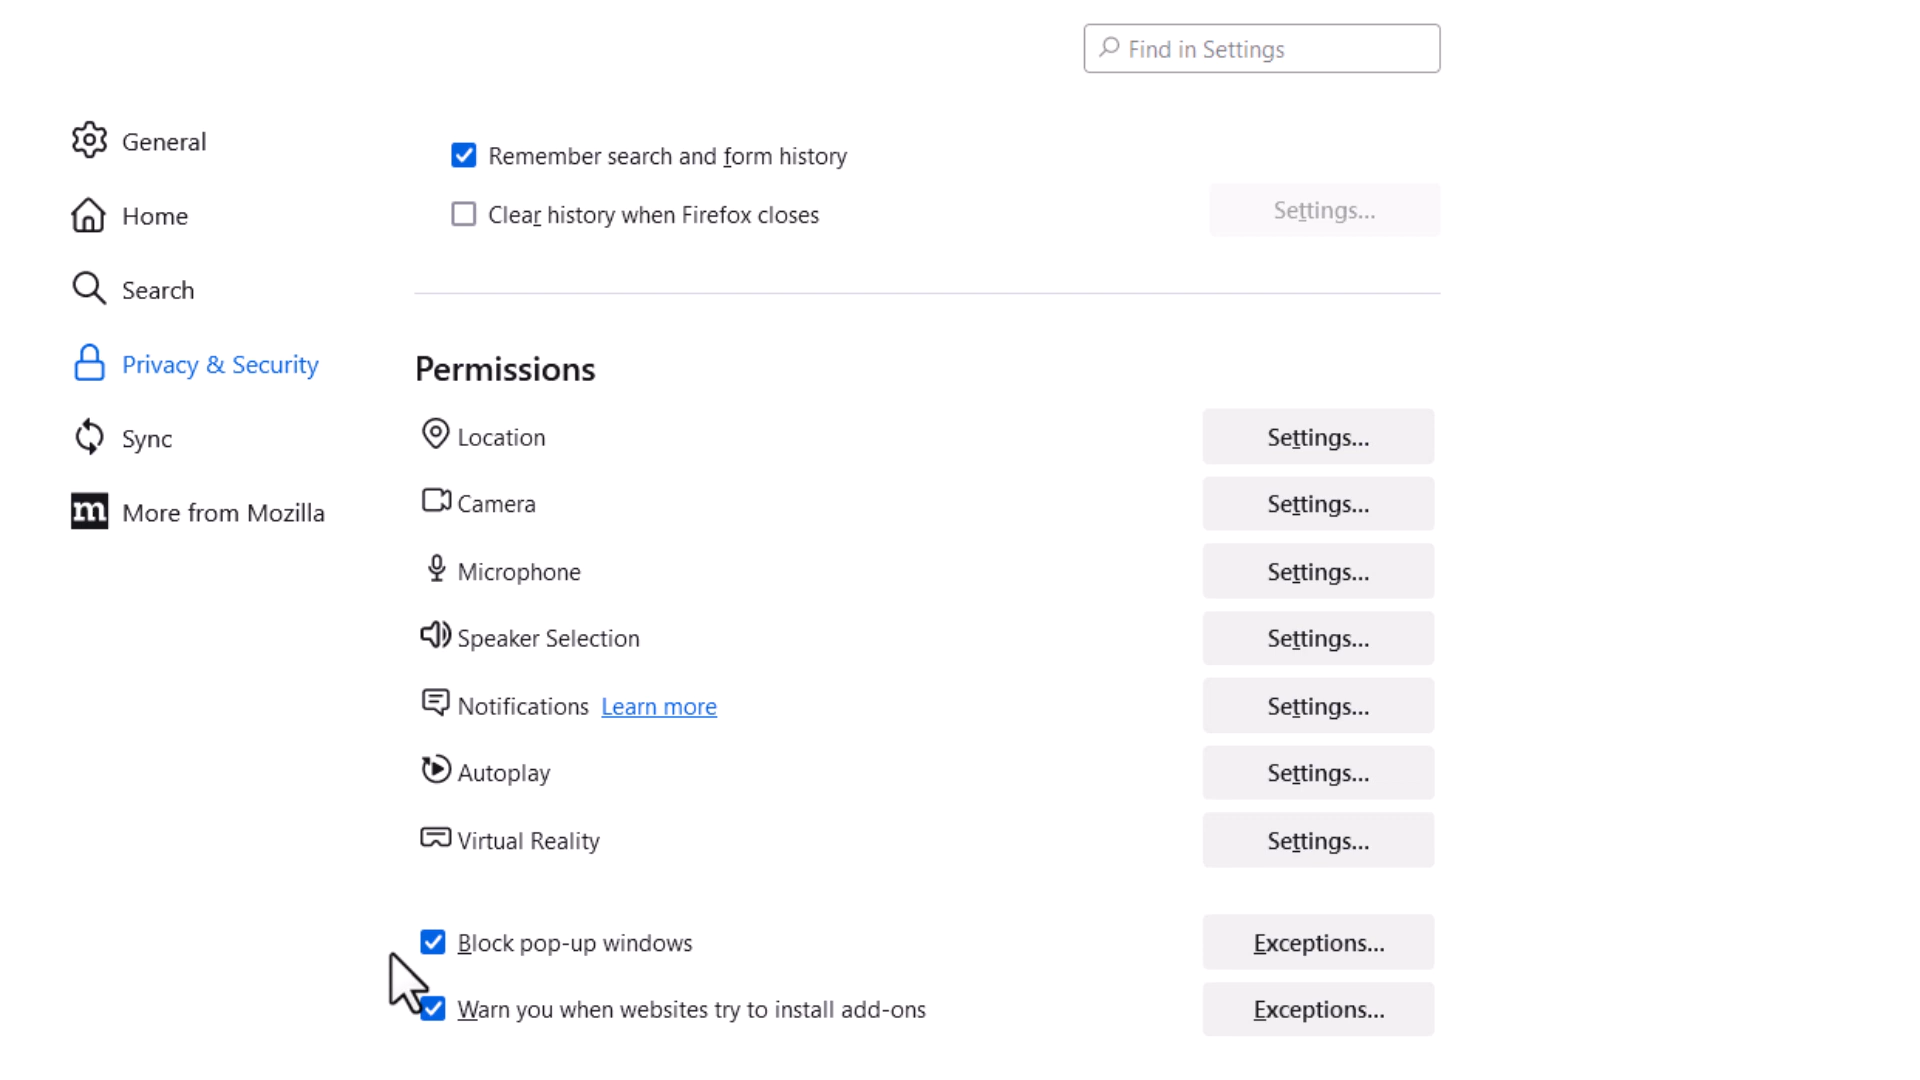 Find in Settings
General
Home
Search
Privacy & Security
Sync
m More from Mozilla
Remember search and form history
Clear history when Firefox closes Settings...
Permissions
Location Settings...
Camera Settings...
Microphone Settings...
Speaker Selection Settings...
Notifications Learn more Settings...
Autoplay Settings...
Virtual Reality Settings...
Block pop-up windows Exceptions...
Warn you when websites try to install add-ons Exceptions...